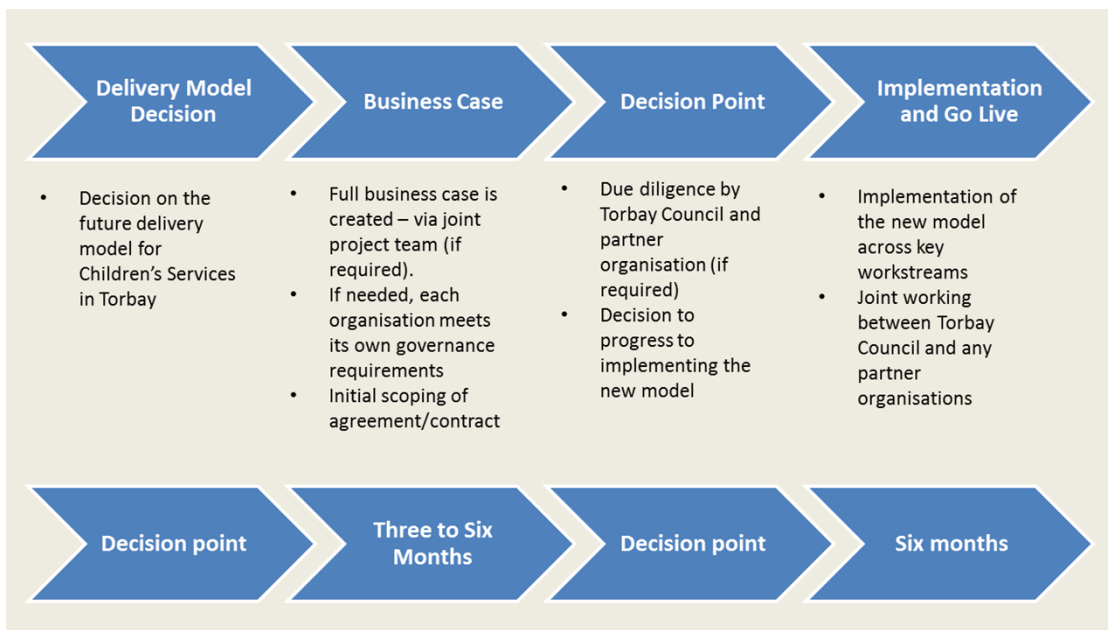 Delivery Model
Decision
Business Case
Decision Point
Implementation
and Go Live
• Decision on the
future delivery
model for
Children's Services
in Torbay
• Full business case is
created – via joint
project team (if
required).
• If needed, each
organisation meets
its own governance
requirements
• Initial scoping of
agreement/contract
• Due diligence by
Torbay Council and
partner
organisation (if
required)
• Decision to
progress to
implementing the
new model
• Implementation of
the new model
across key
workstreams
• Joint working
between Torbay
Council and any
partner
organisations
Decision point
Three to Six
Months
Decision point
Six months